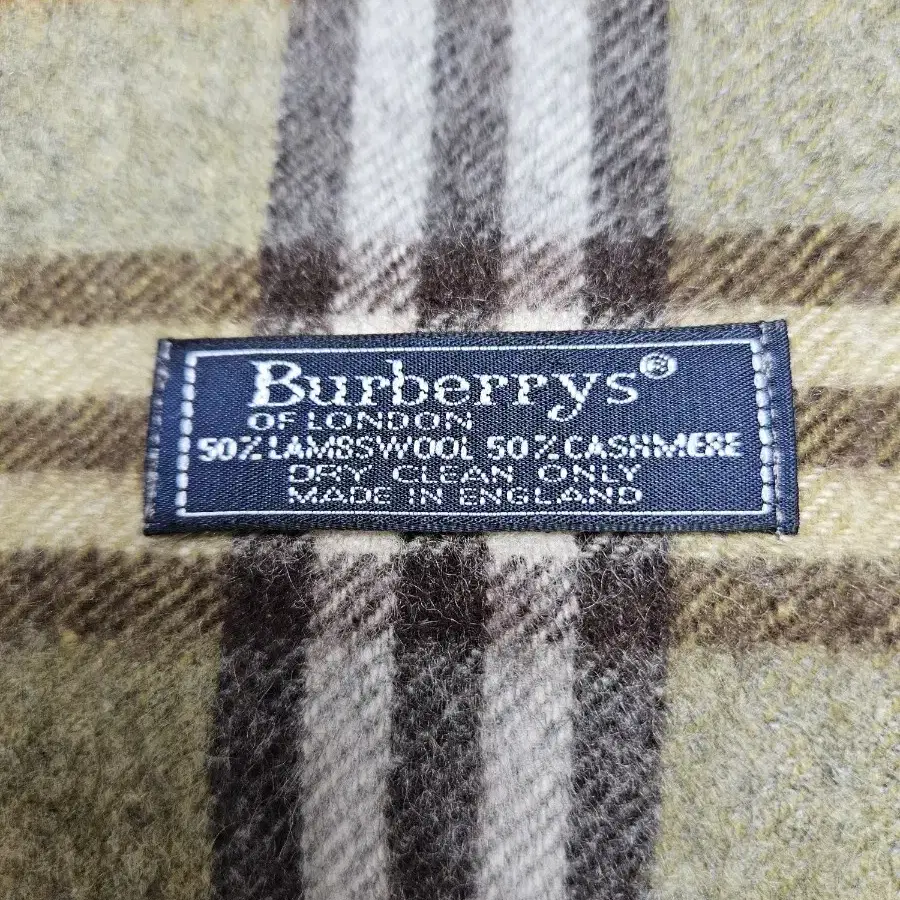 Burberrys®
OF LONDON
50% LAMBSWOOL 50% CASHMERE
DRY CLEAN ONLY
MADE IN ENGLAND